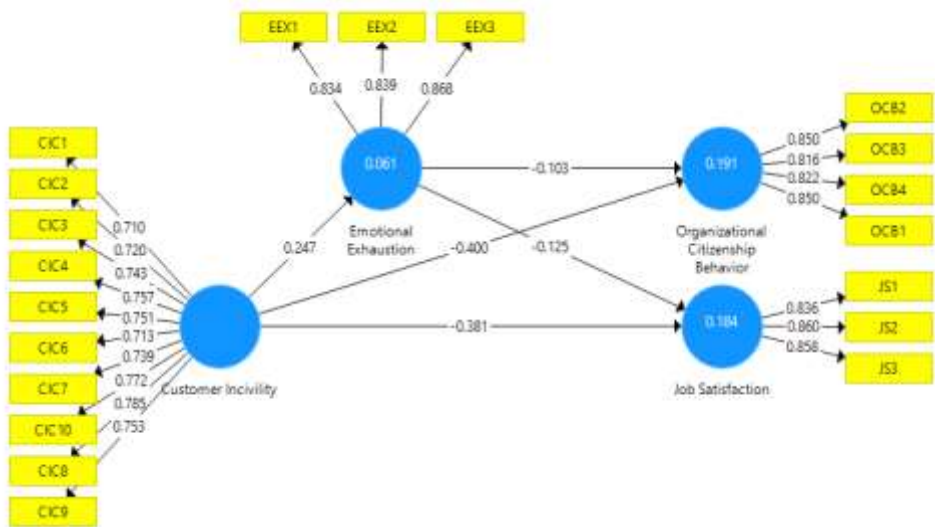 EEX1
EEX2
EEX3
0.834
0.839
0.868
CIC1
CIC2
CIC3
CIC4
CIC5
CIC6
CIC7
CIC10
CIC8
CIC9
0.710
0.720
0.743
0.757
0.751
0.713
0.739
0.772
0.785
0.753
Customer Incivility
0.247
0.061
Emotional
Exhaustion
-0.103
-0.400
-0.125
-0.381
0.191
Organizational
Citizenship
Behavior
0.850
0.816
0.822
0.850
OCB2
OCB3
OCB4
OCB1
0.184
Job Satisfaction
0.836
0.860
0.858
JS1
JS2
JS3